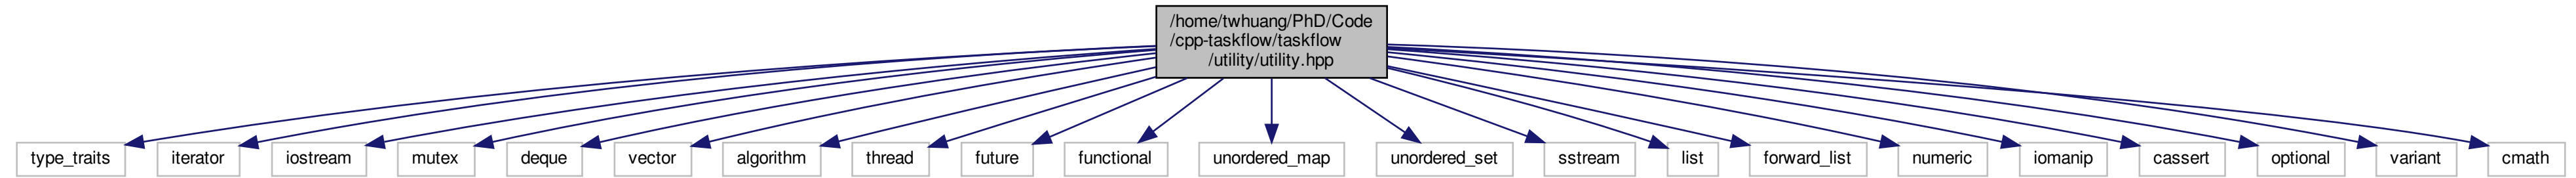 /home/twhuang/PhD/Code
/cpp-taskflow/taskflow
/utility/utility.hpp
type_traits
iterator
iostream
mutex
deque
vector
algorithm
thread
future
functional
unordered_map
unordered_set
sstream
list
forward_list
numeric
iomanip
cassert
optional
variant
cmath